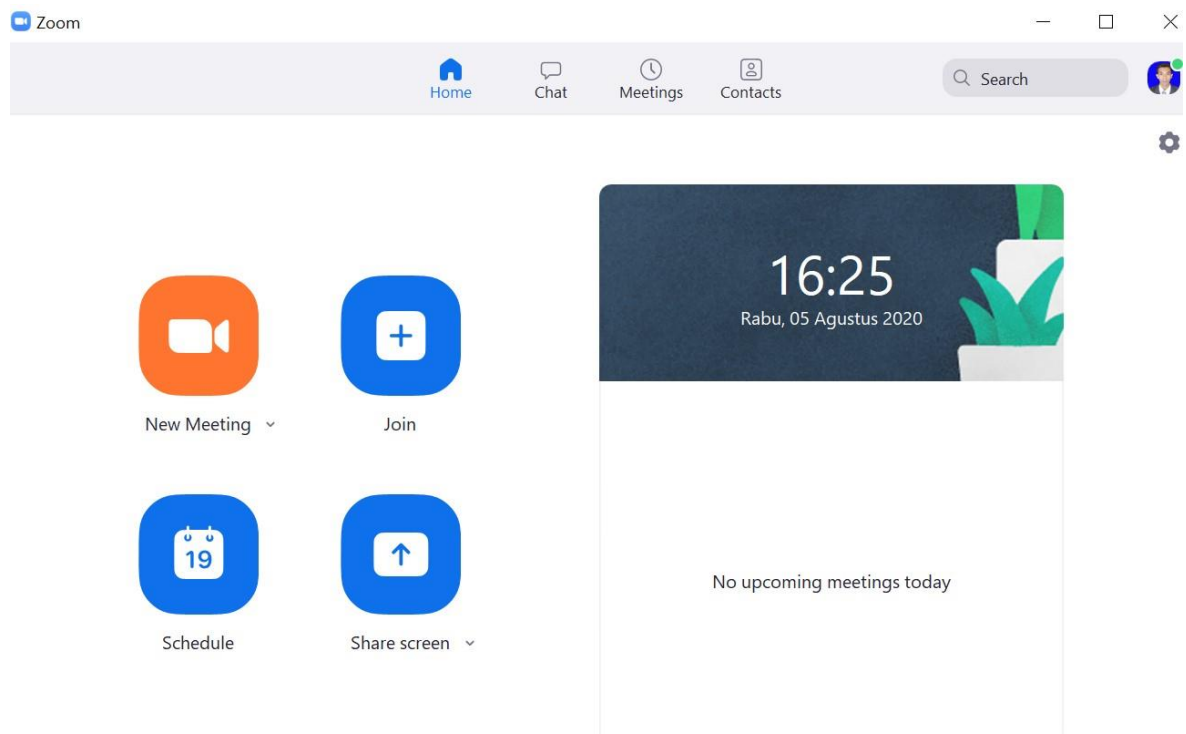 Zoom
Home
Chat
Meetings
Contacts
Search
16:25
Rabu, 05 Agustus 2020
New Meeting
Join
19
Schedule
Share screen
No upcoming meetings today